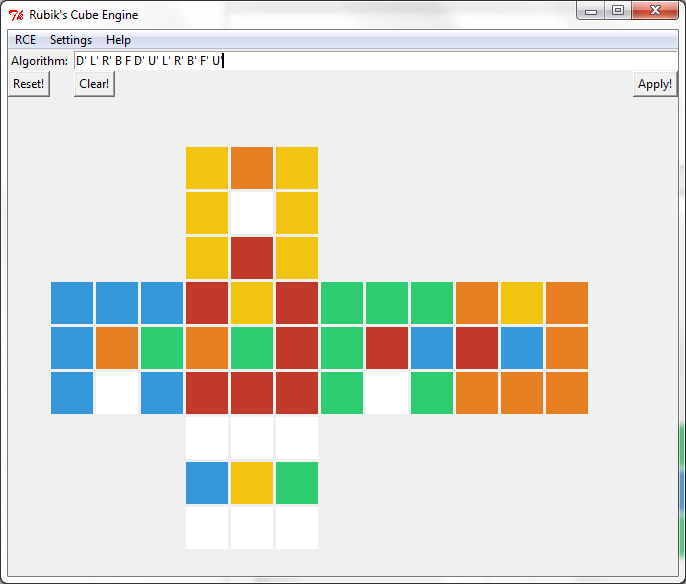 Rubik's Cube Engine
RCE Settings Help
Algorithm: D' L' R' B F D' U' L' R' B' F' U'
Reset! Clear! Apply!